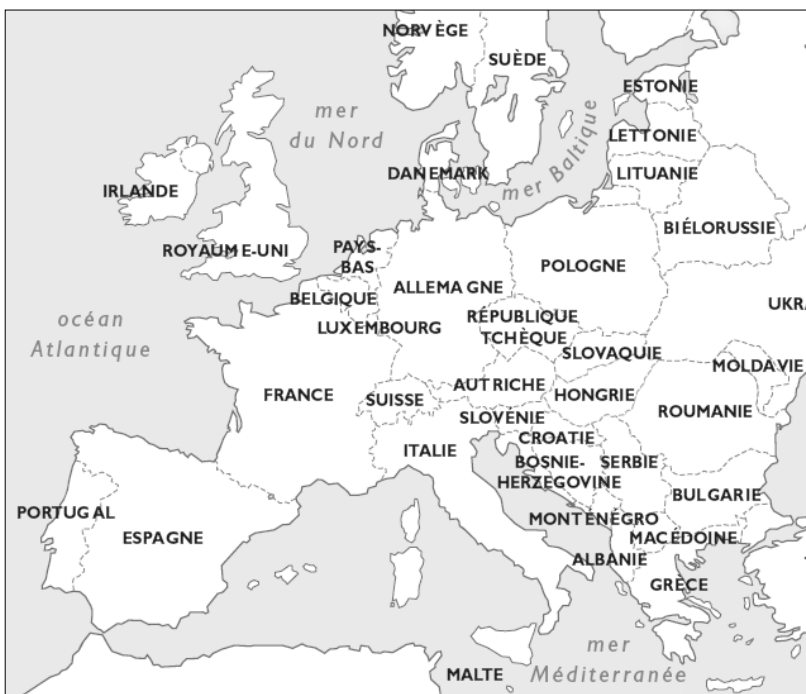 NORVÈGE
SUÈDE
ESTONIE
mer
du Nord
LETTONIE
mer Baltique
DANEMARK
LITUANIE
IRLANDE
BIÉLORUSSIE
ROYAUME-UNI
PAYS-
BAS
POLOGNE
ALLEMAGNE
BELGIQUE
UKRA
océan
Atlantique
LUXEMBOURG
RÉPUBLIQUE
TCHÈQUE
SLOVAQUIE
MOLDAVIE
FRANCE
SUISSE
AUTRICHE
HONGRIE
ROUMANIE
SLOVÉNIE
CROATIE
ITALIE
BOSNIE-
HERZÉGOVINE
SERBIE
BULGARIE
PORTUGAL
ESPAGNE
MONTÉNÉGRO
MACÉDOINE
ALBANIE
GRÈCE
mer
Méditerranée
MALTE